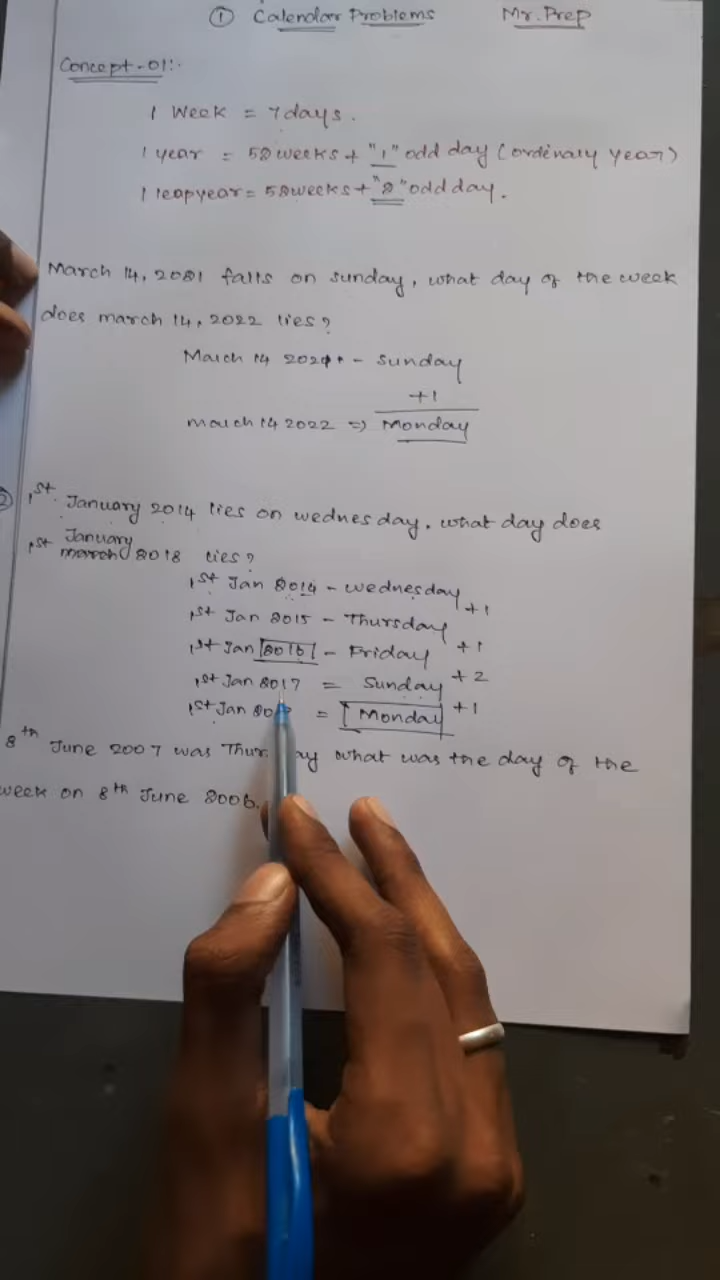 ① Calendar Problems Mr. Prep
Concept-01:-
1 Week = 7 days.
1 year = 52 weeks + "1" odd day (ordinary year)
1 leap year = 52 weeks + "2" odd day.
March 14, 2021 falls on sunday, what day of the week
does march 14, 2022 lies?
March 14 2021 - Sunday
+1
march 14 2022 => Monday
② 1st January 2014 lies on wednesday, what day does
1st January 2018 lies?
1st Jan 2014 - wednesday
1st Jan 2015 - Thursday +1
1st Jan 2016 - Friday +1
1st Jan 2017 = Sunday +2
1st Jan = Monday +1
8th June 2007 was what was the day of the
week on 8th June 2006.